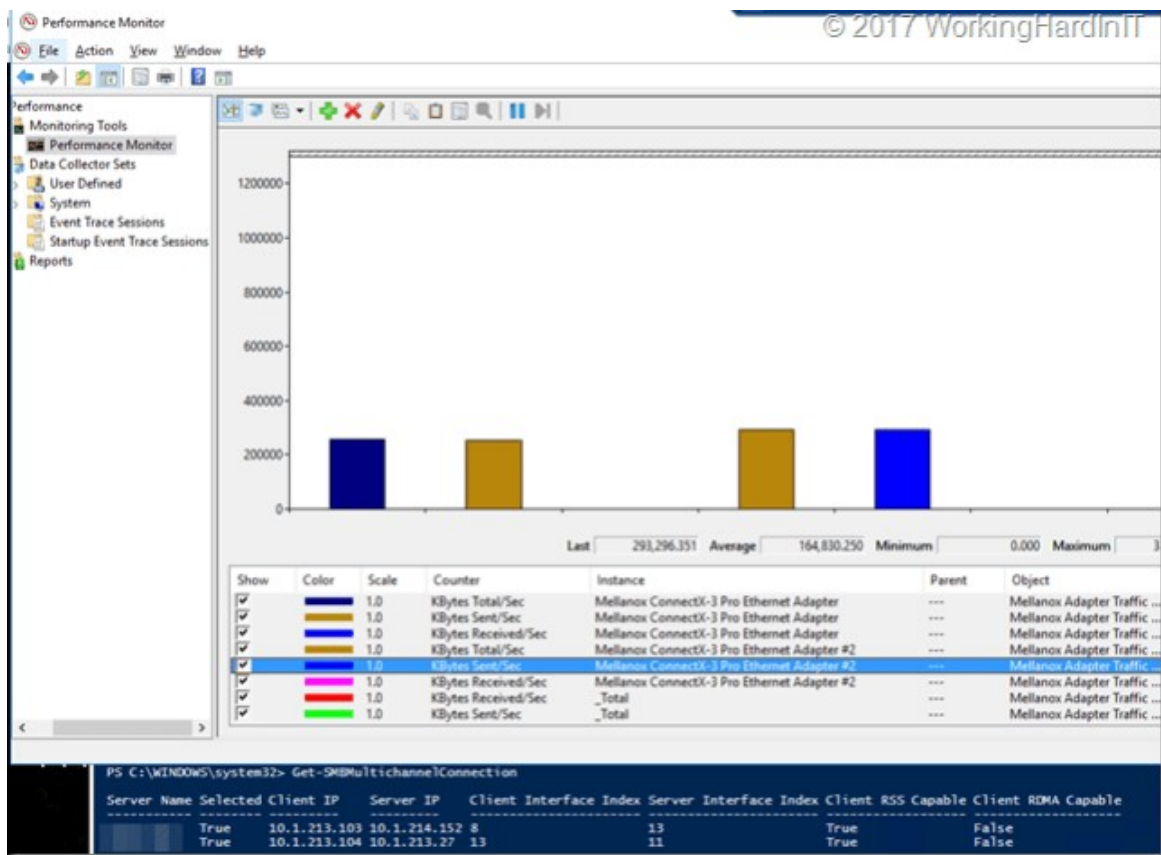 Performance Monitor
© 2017 WorkingHardInIT
File Action View Window Help
Performance
Monitoring Tools
Performance Monitor
Data Collector Sets
User Defined
System
Event Trace Sessions
Startup Event Trace Sessions
Reports
1200000
1000000
800000
600000
400000
200000
0
Last 293,296.351 Average 164,830.250 Minimum 0.000 Maximum 3
Show Color Scale Counter Instance Parent Object
1.0 KBytes Total/Sec Mellanox ConnectX-3 Pro Ethernet Adapter --- Mellanox Adapter Traffic ...
1.0 KBytes Sent/Sec Mellanox ConnectX-3 Pro Ethernet Adapter --- Mellanox Adapter Traffic ...
1.0 KBytes Received/Sec Mellanox ConnectX-3 Pro Ethernet Adapter --- Mellanox Adapter Traffic ...
1.0 KBytes Total/Sec Mellanox ConnectX-3 Pro Ethernet Adapter #2 --- Mellanox Adapter Traffic ...
1.0 KBytes Sent/Sec Mellanox ConnectX-3 Pro Ethernet Adapter #2 --- Mellanox Adapter Traffic ...
1.0 KBytes Received/Sec Mellanox ConnectX-3 Pro Ethernet Adapter #2 --- Mellanox Adapter Traffic ...
1.0 KBytes Received/Sec _Total --- Mellanox Adapter Traffic ...
1.0 KBytes Sent/Sec _Total --- Mellanox Adapter Traffic ...
PS C:\WINDOWS\system32> Get-SMBMultichannelConnection
Server Name Selected Client IP Server IP Client Interface Index Server Interface Index Client RSS Capable Client RDMA Capable
----------- -------- --------- --------- ---------------------- ---------------------- ------------------ -------------------
True 10.1.213.103 10.1.214.152 8 13 True False
True 10.1.213.104 10.1.213.27 13 11 True False